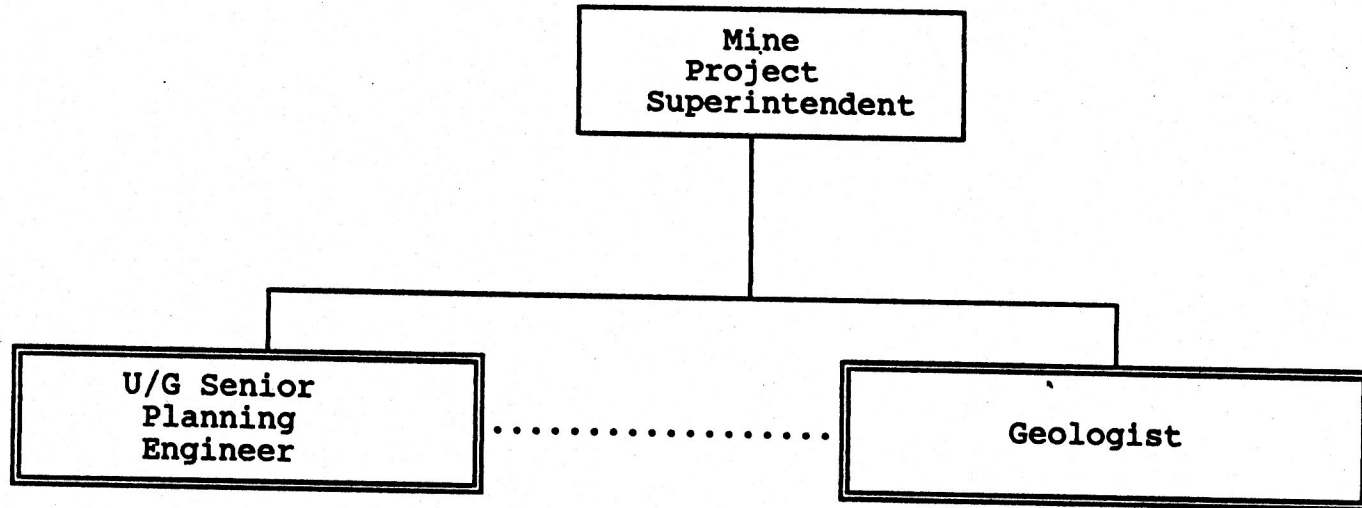 Mine
Project
Superintendent
U/G Senior
Planning
Engineer
Geologist